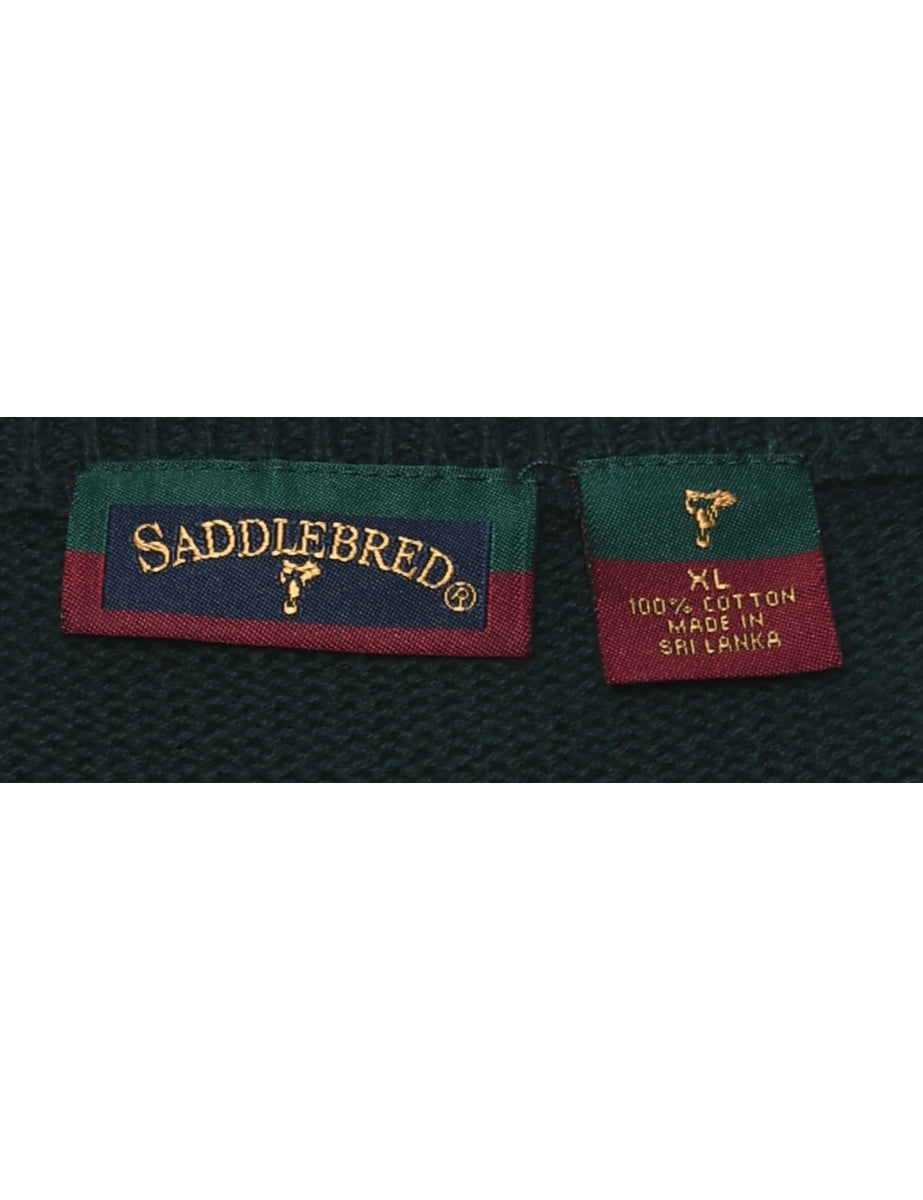 SADDLEBRED®
XL
100% COTTON
MADE IN
SRI LANKA